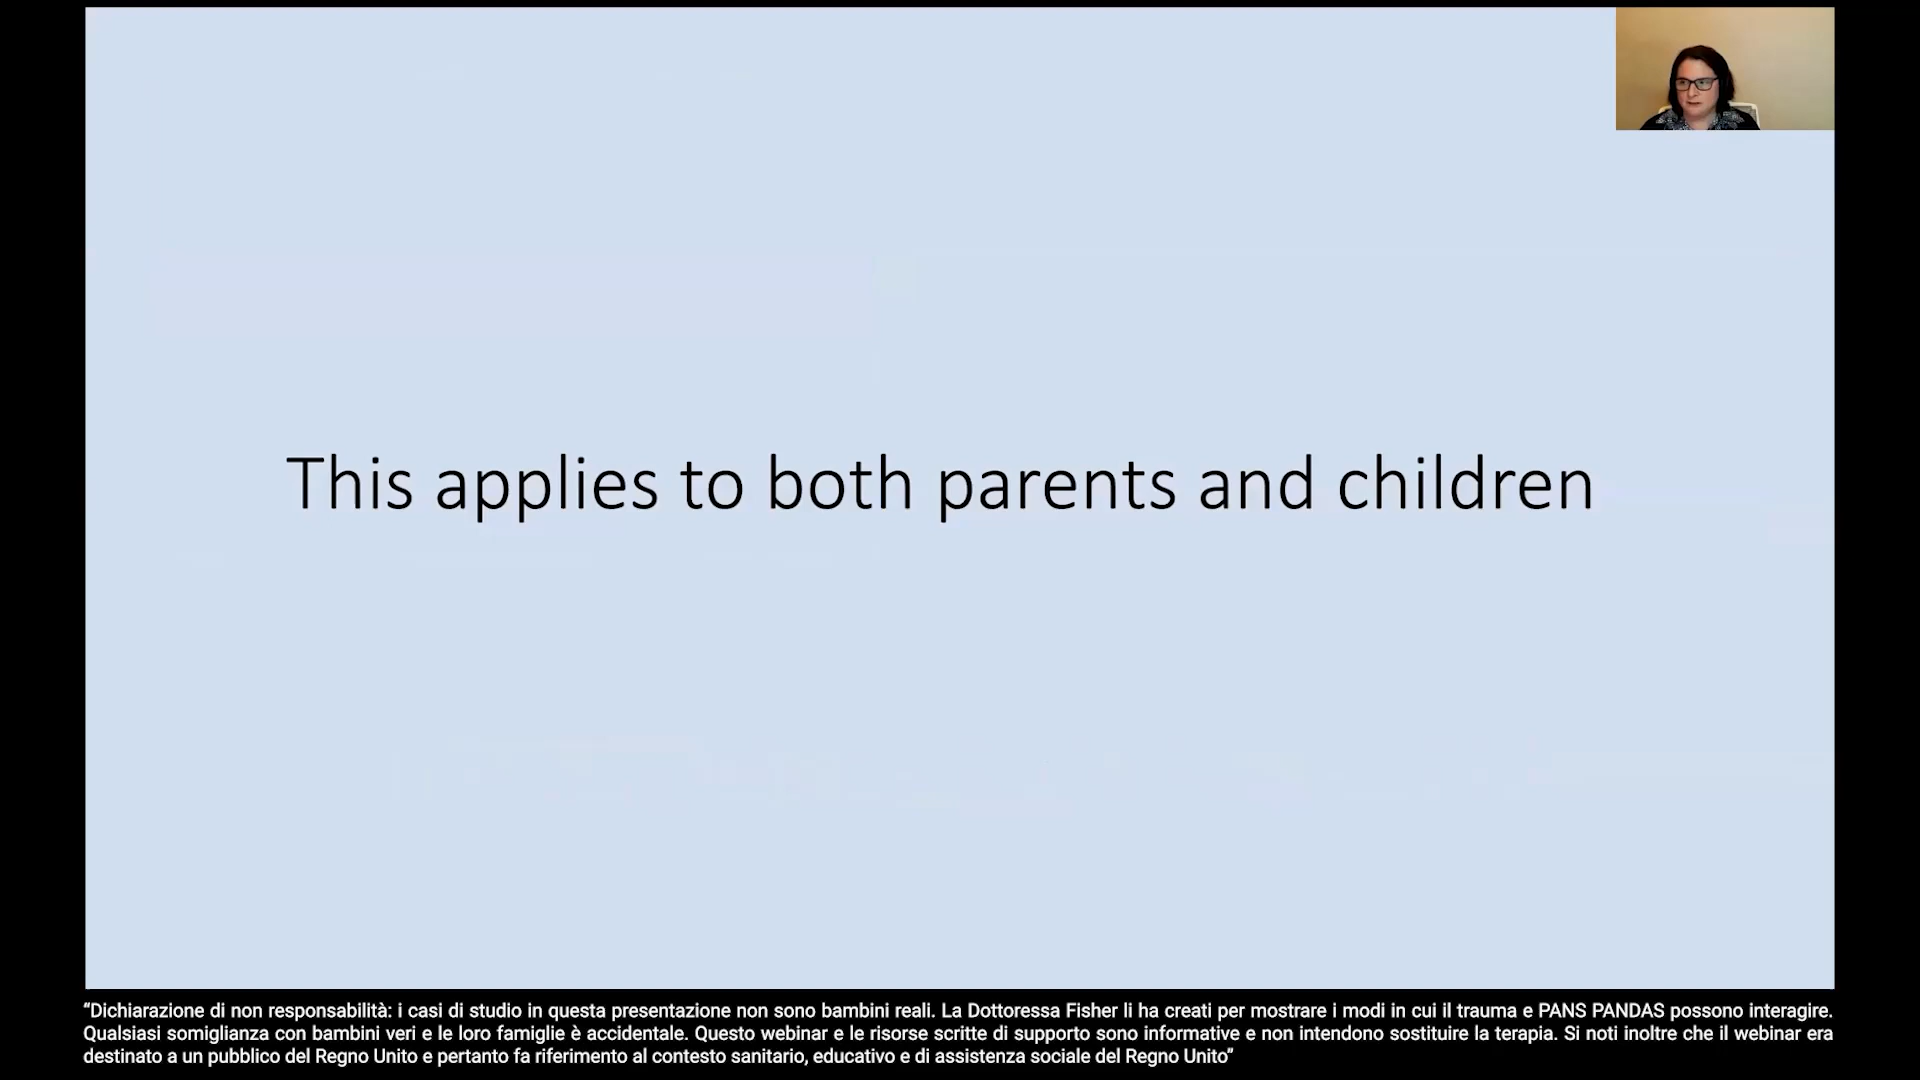 This applies to both parents and children
“Dichiarazione di non responsabilità: i casi di studio in questa presentazione non sono bambini reali. La Dottoressa Fisher li ha creati per mostrare i modi in cui il trauma e PANS PANDAS possono interagire.
Qualsiasi somiglianza con bambini veri e le loro famiglie è accidentale. Questo webinar e le risorse scritte di supporto sono informative e non intendono sostituire la terapia. Si noti inoltre che il webinar era
destinato a un pubblico del Regno Unito e pertanto fa riferimento al contesto sanitario, educativo e di assistenza sociale del Regno Unito”